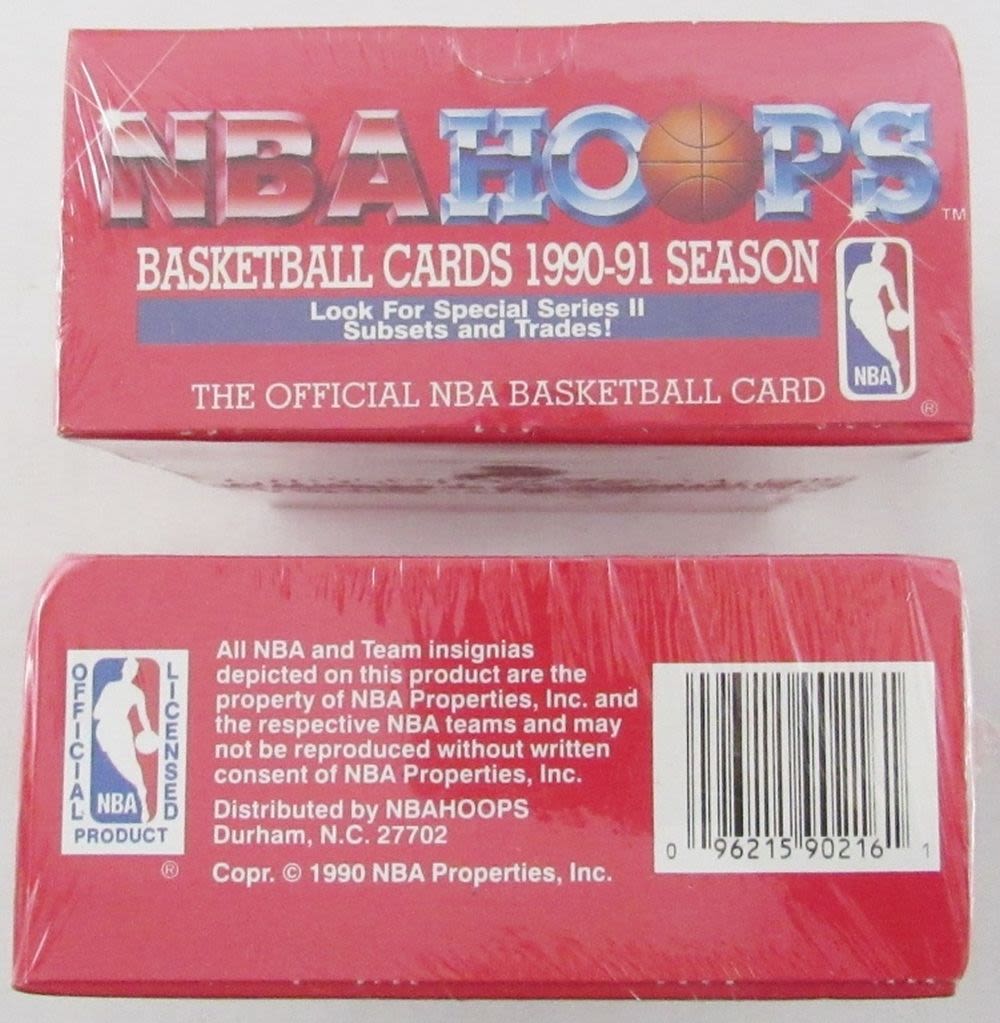 NBA HOOPS TM
BASKETBALL CARDS 1990-91 SEASON
Look For Special Series II
Subsets and Trades!
NBA
THE OFFICIAL NBA BASKETBALL CARD
®
OFFICIAL
NBA
LICENSED
PRODUCT
®
All NBA and Team insignias
depicted on this product are the
property of NBA Properties, Inc. and
the respective NBA teams and may
not be reproduced without written
consent of NBA Properties, Inc.
Distributed by NBAHOOPS
Durham, N.C. 27702
Copr. © 1990 NBA Properties, Inc.
0 96215 90216 1